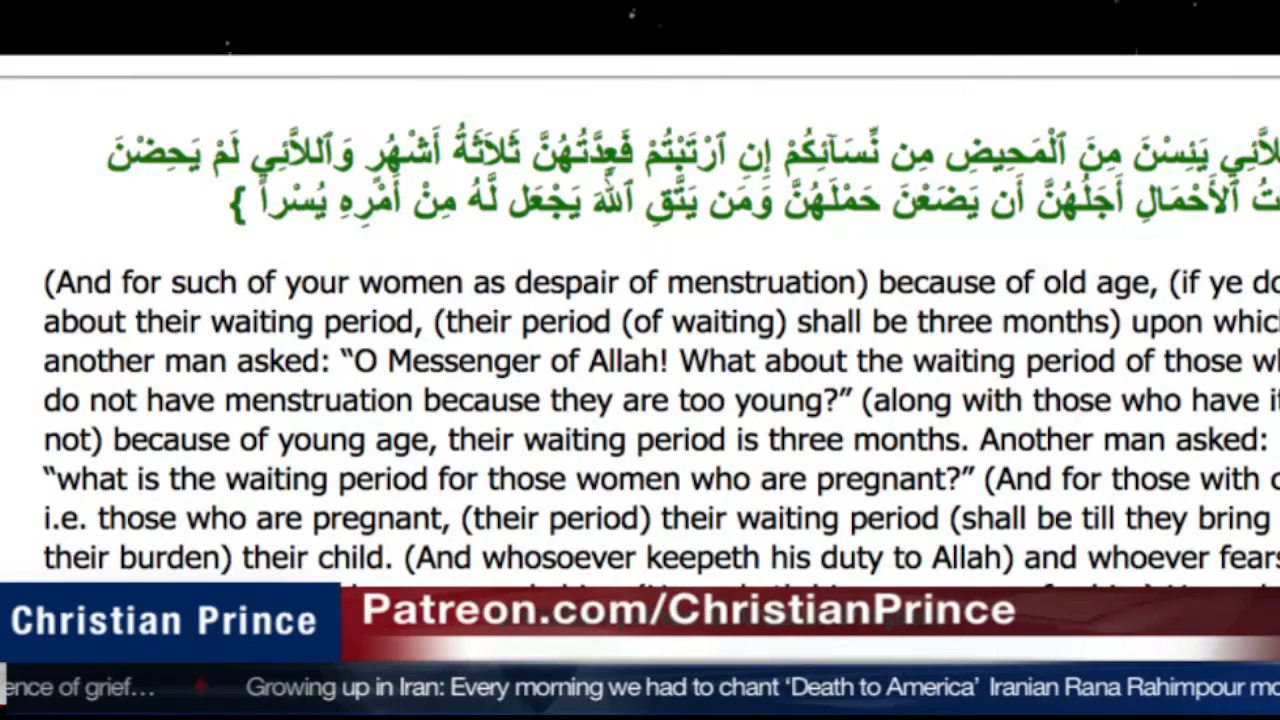 يَئِسْنَ مِنَ ٱلْمَحِيضِ مِن نِّسَآئِكُمْ إِنِ ٱرْتَبْتُمْ فَعِدَّتُهُنَّ ثَلاَثَةُ أَشْهُرٍ وَٱللاَّئِي لَمْ يَحِضْنَ
ٱلأَحْمَالِ أَجَلُهُنَّ أَن يَضَعْنَ حَمْلَهُنَّ وَمَن يَتَّقِ ٱللَّهَ يَجْعَل لَّهُ مِنْ أَمْرِهِ يُسْراً }
(And for such of your women as despair of menstruation) because of old age, (if ye do
about their waiting period, (their period (of waiting) shall be three months) upon which
another man asked: “O Messenger of Allah! What about the waiting period of those wh
do not have menstruation because they are too young?” (along with those who have it
not) because of young age, their waiting period is three months. Another man asked:
“what is the waiting period for those women who are pregnant?” (And for those with c
i.e. those who are pregnant, (their period) their waiting period (shall be till they bring
their burden) their child. (And whosoever keepeth his duty to Allah) and whoever fears
Christian Prince
Patreon.com/ChristianPrince
ence of grief... Growing up in Iran: Every morning we had to chant ‘Death to America’ Iranian Rana Rahimpour mo